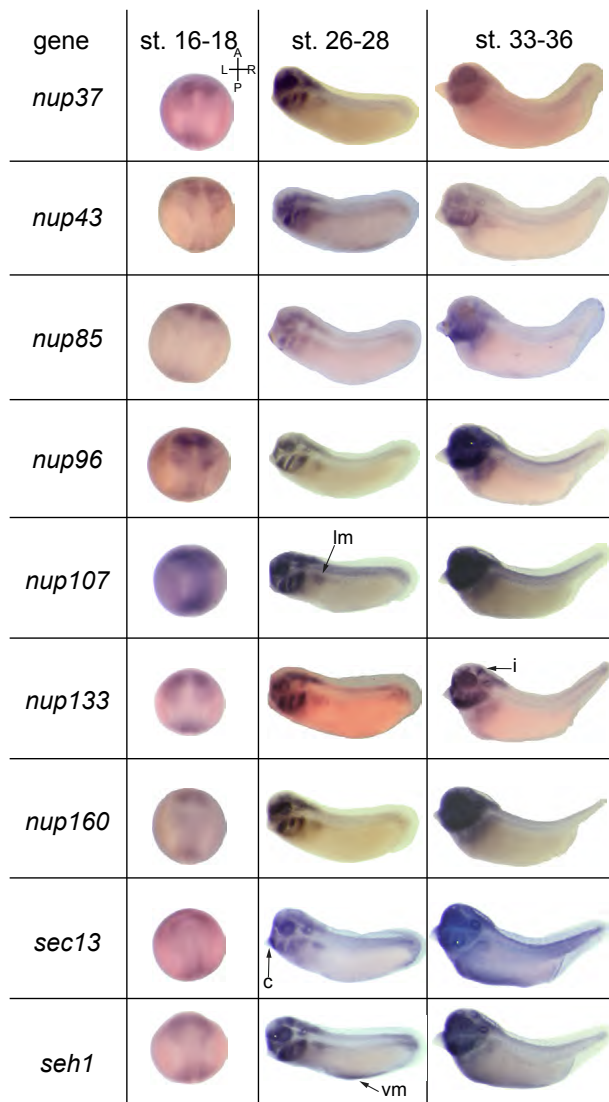 gene st. 16-18 st. 26-28 st. 33-36
A
L R
P
nup37
nup43
nup85
nup96
lm
nup107
i
nup133
nup160
sec13
c
seh1
vm